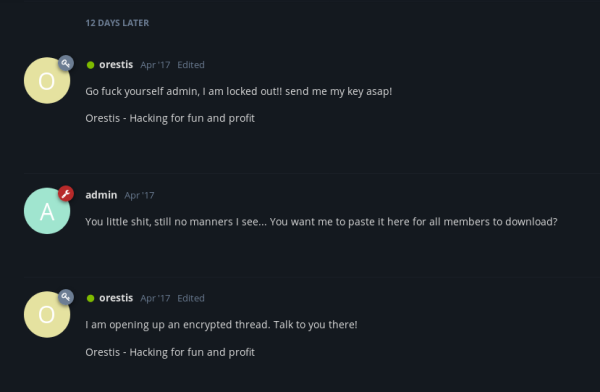 12 DAYS LATER
O
orestis Apr '17 Edited
Go fuck yourself admin, I am locked out!! send me my key asap!
Orestis - Hacking for fun and profit
A
admin Apr '17
You little shit, still no manners I see... You want me to paste it here for all members to download?
O
orestis Apr '17 Edited
I am opening up an encrypted thread. Talk to you there!
Orestis - Hacking for fun and profit